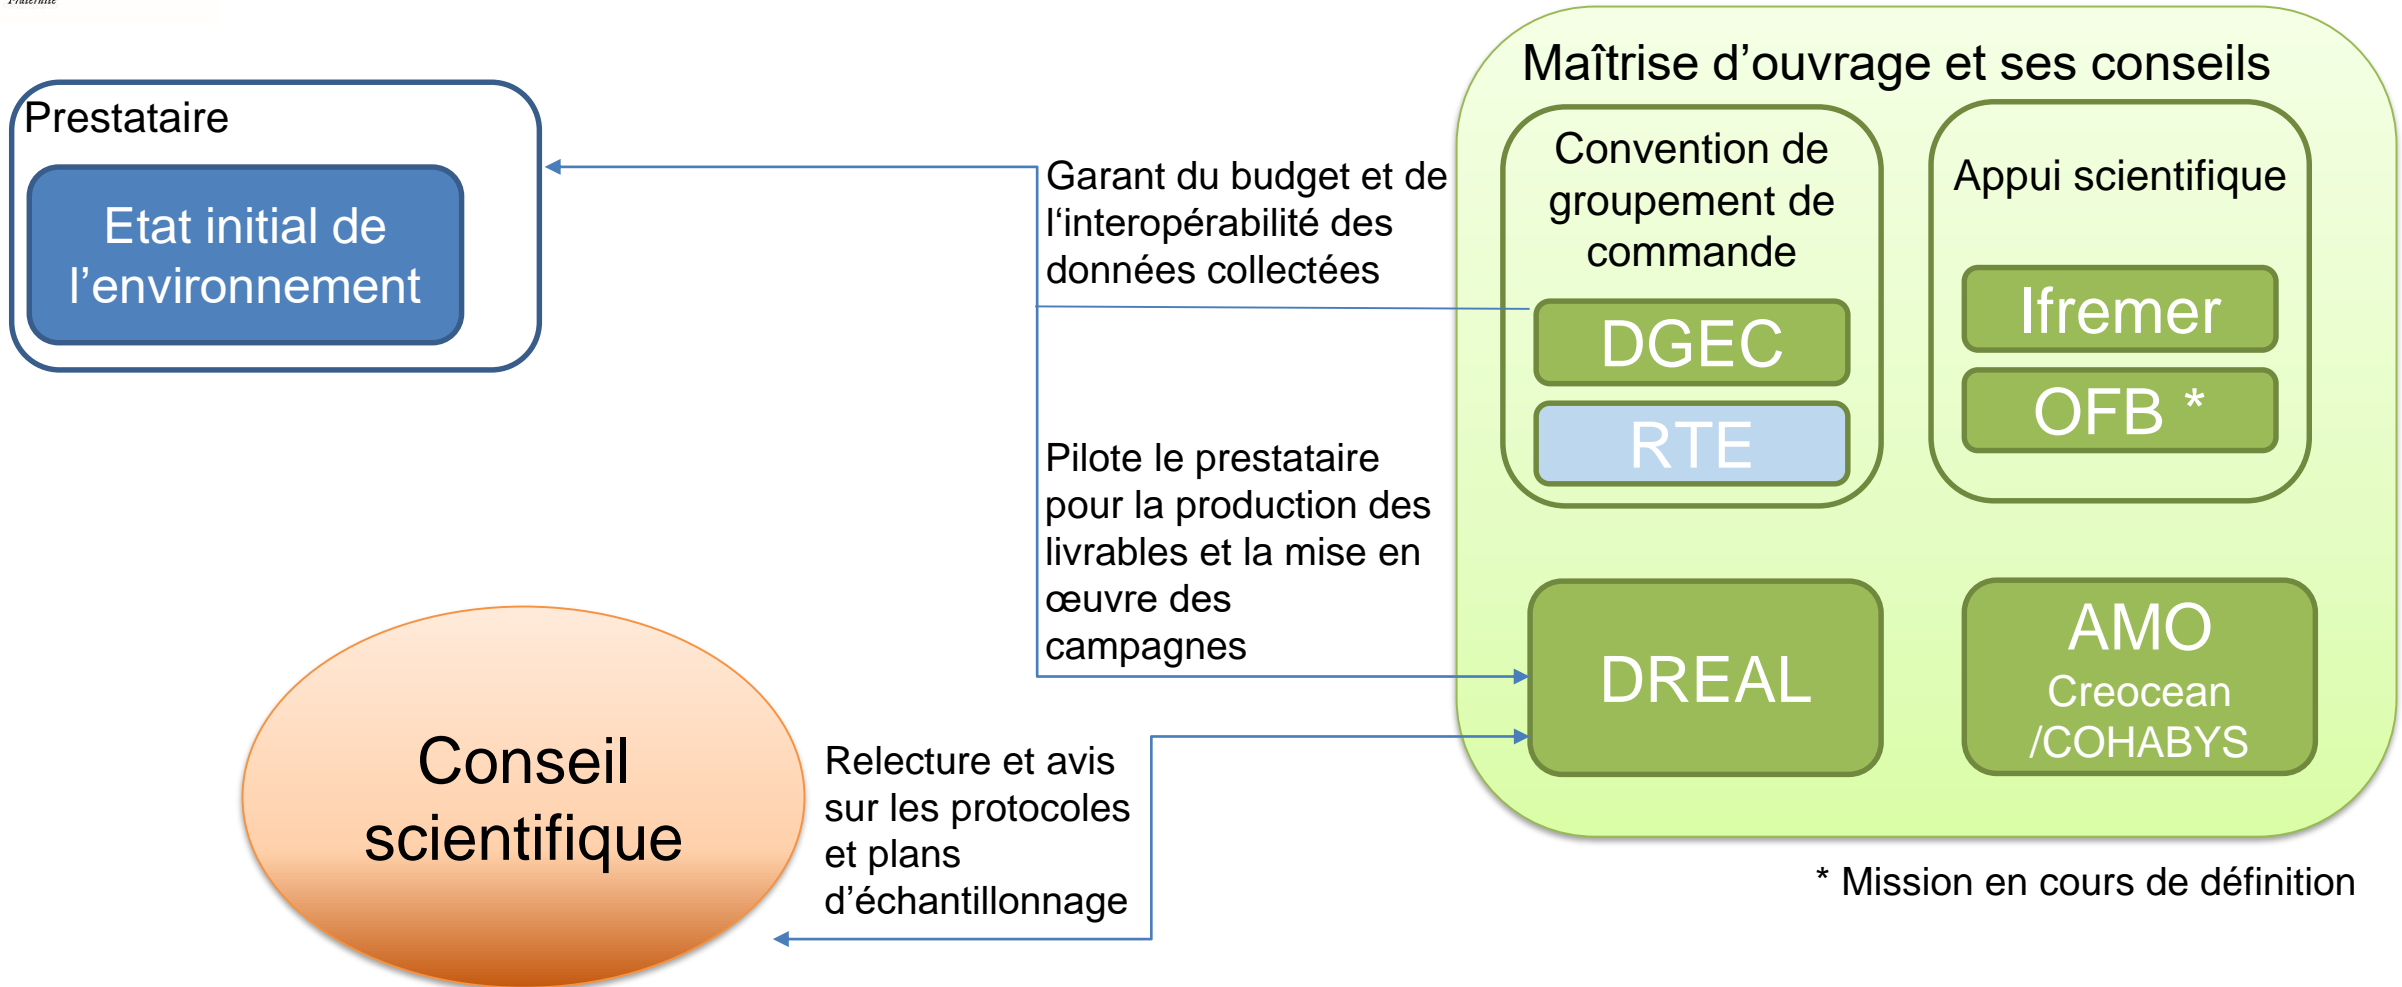 Fraternité
Prestataire
Etat initial de
l’environnement
Garant du budget et de
l‘interopérabilité des
données collectées
Pilote le prestataire
pour la production des
livrables et la mise en
œuvre des
campagnes
Conseil
scientifique
Relecture et avis
sur les protocoles
et plans
d’échantillonnage
Maîtrise d’ouvrage et ses conseils
Convention de
groupement de
commande
DGEC
RTE
Appui scientifique
Ifremer
OFB *
DREAL
AMO
Creocean
/COHABYS
* Mission en cours de définition